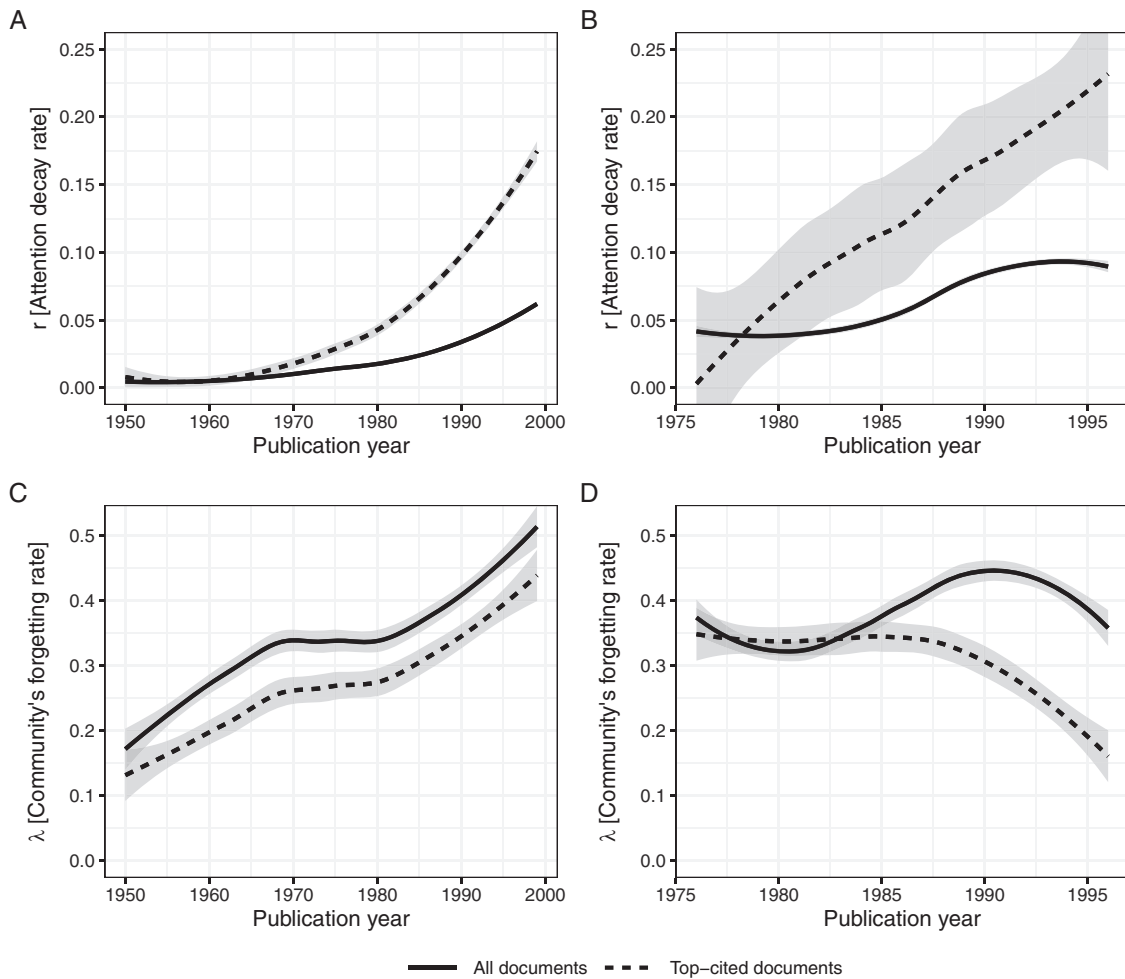 A
r [Attention decay rate]
0.25
0.20
0.15
0.10
0.05
0.00
1950 1960 1970 1980 1990 2000
Publication year
B
r [Attention decay rate]
0.25
0.20
0.15
0.10
0.05
0.00
1975 1980 1985 1990 1995
Publication year
C
λ [Community's forgetting rate]
0.5
0.4
0.3
0.2
0.1
0.0
1950 1960 1970 1980 1990 2000
Publication year
D
λ [Community's forgetting rate]
0.5
0.4
0.3
0.2
0.1
0.0
1975 1980 1985 1990 1995
Publication year
All documents Top−cited documents